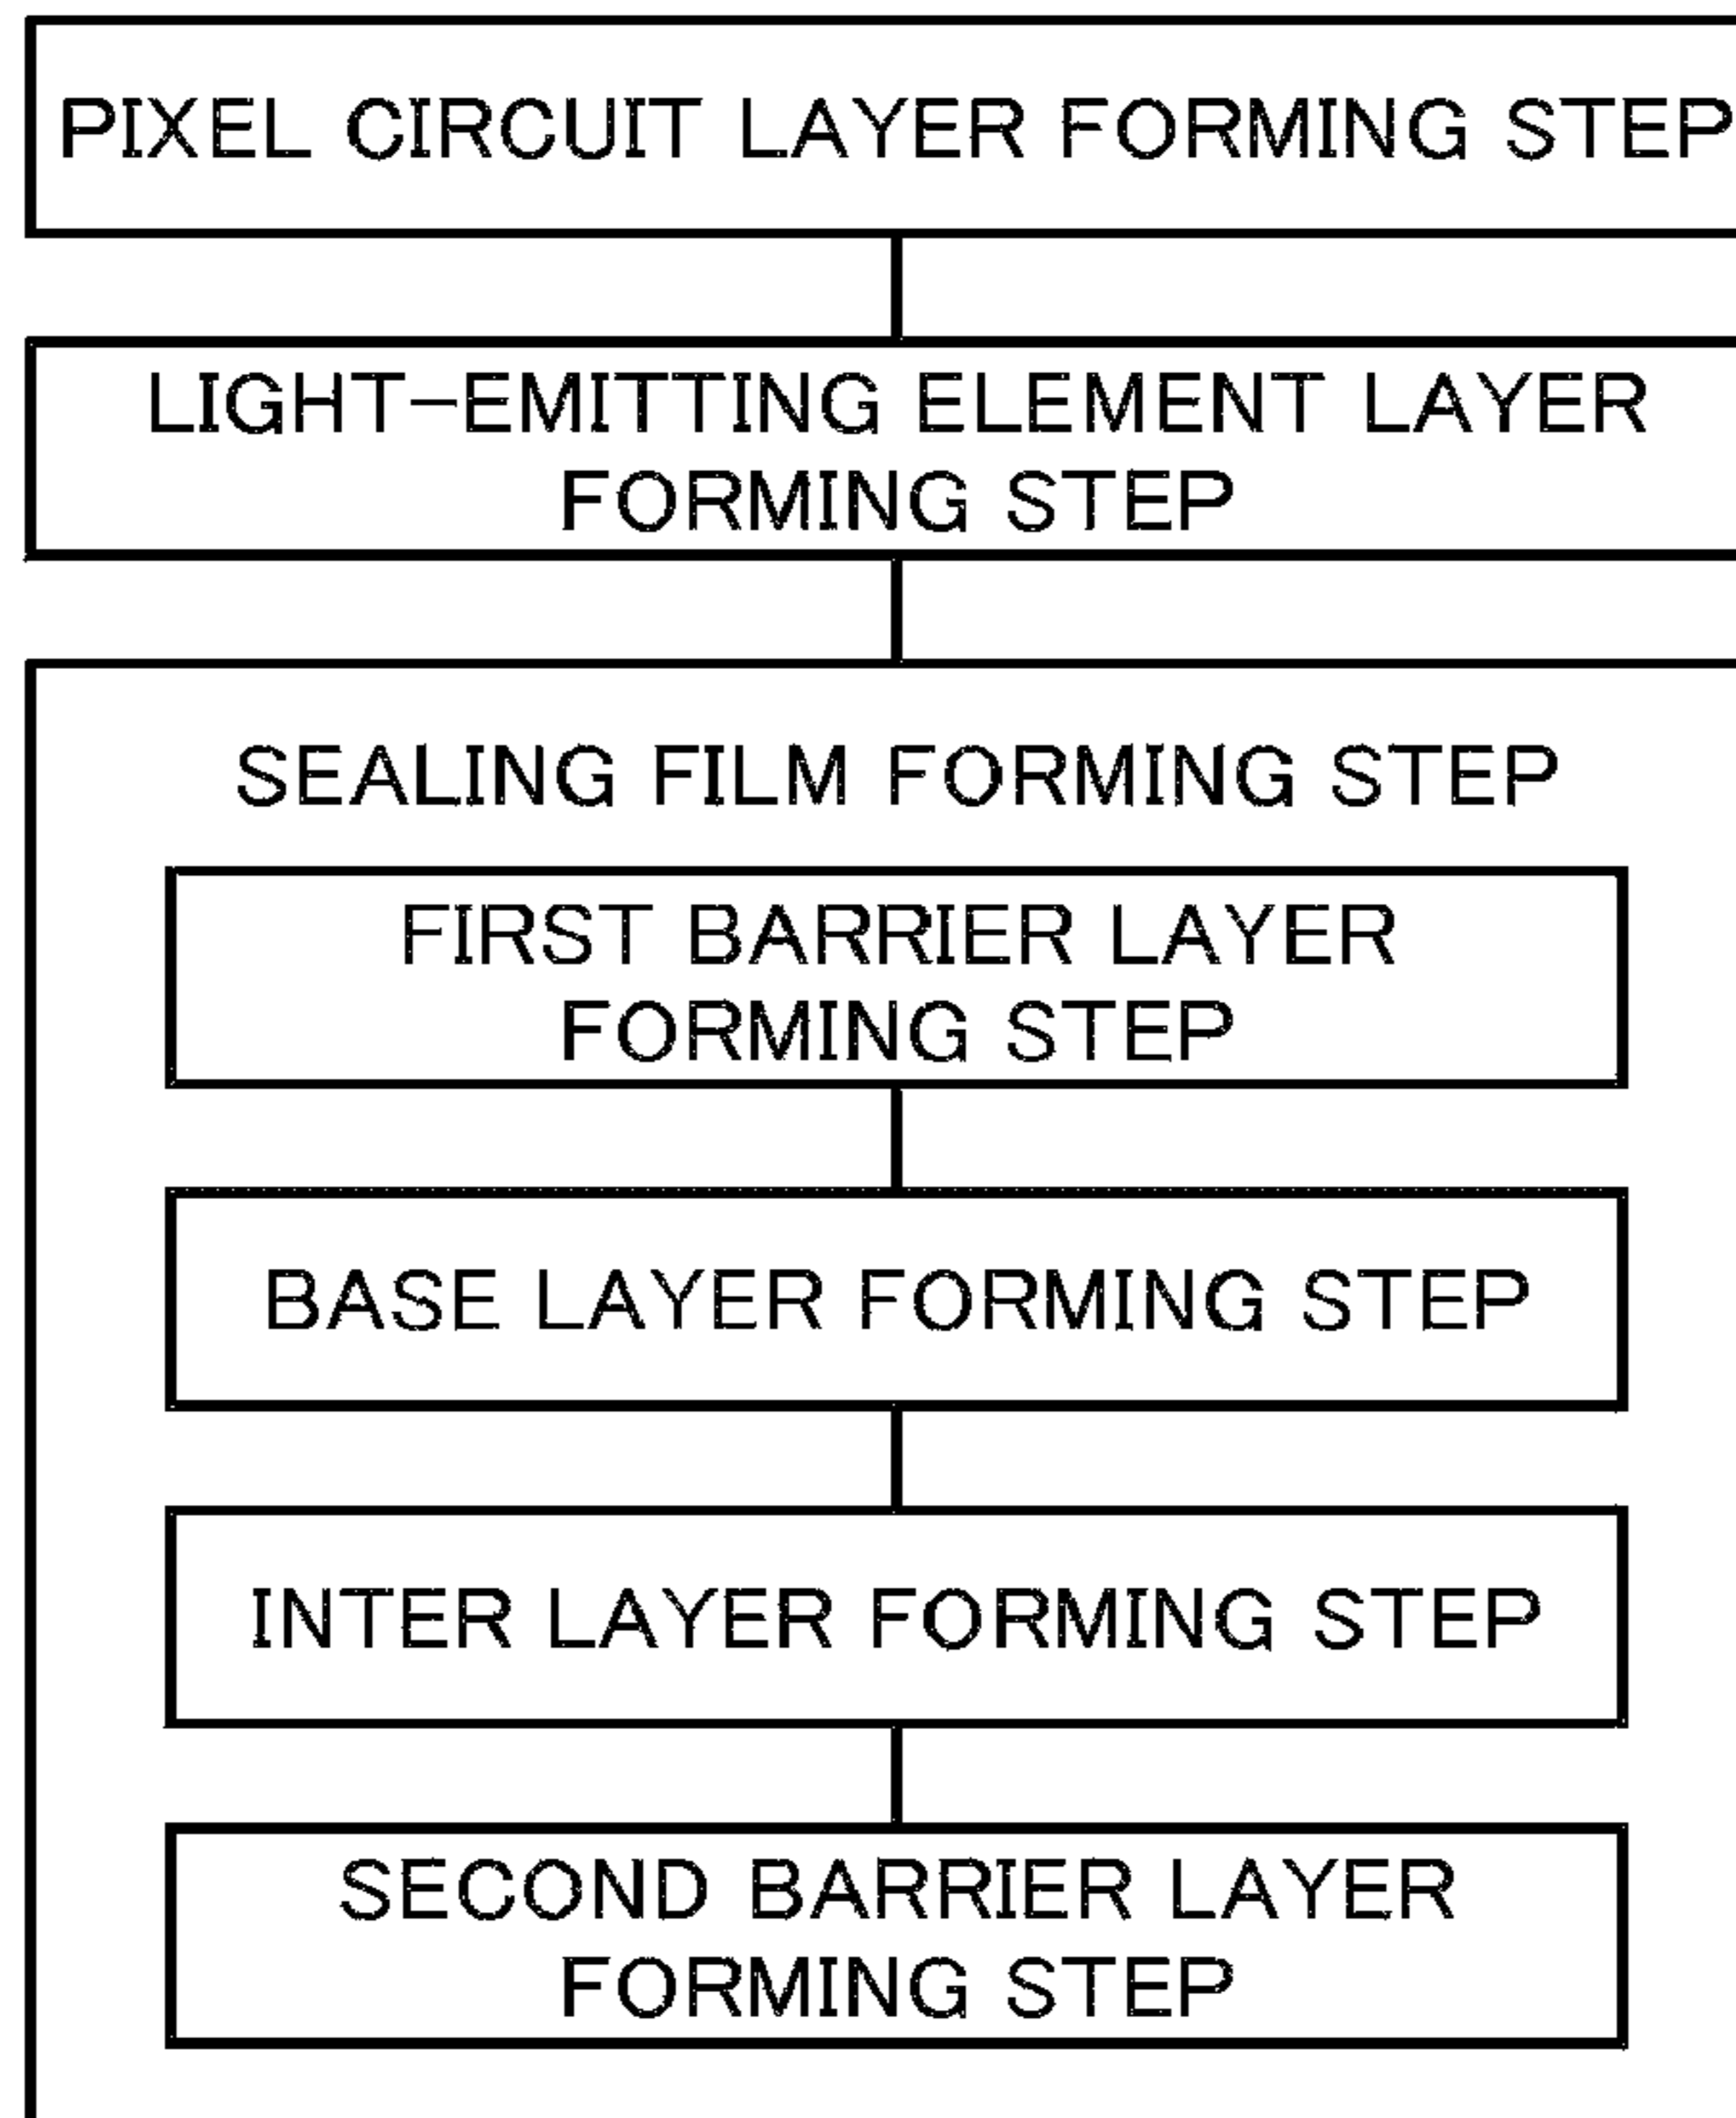 PIXEL CIRCUIT LAYER FORMING STEP
LIGHT-EMITTING ELEMENT LAYER
FORMING STEP
SEALING FILM FORMING STEP
FIRST BARRIER LAYER
FORMING STEP
BASE LAYER FORMING STEP
INTER LAYER FORMING STEP
SECOND BARRIER LAYER
FORMING STEP